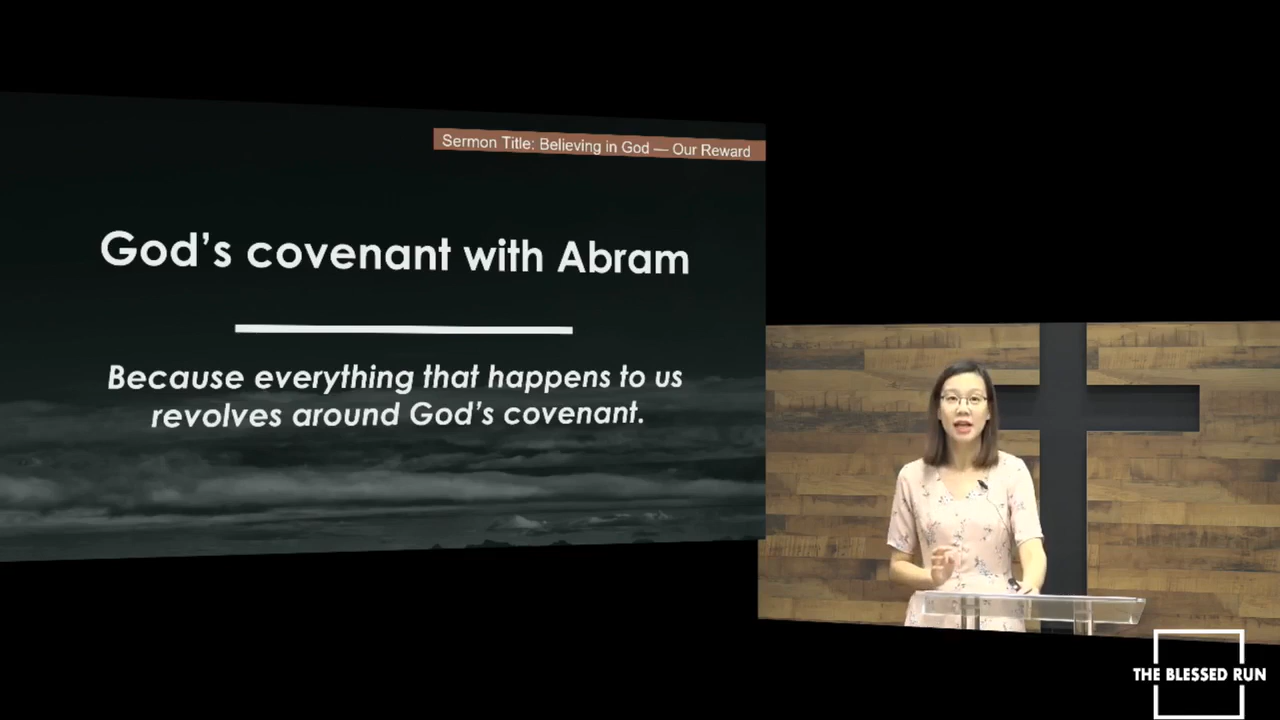 Sermon Title: Believing in God — Our Reward
God's covenant with Abram
Because everything that happens to us
revolves around God's covenant.
THE BLESSED RUN